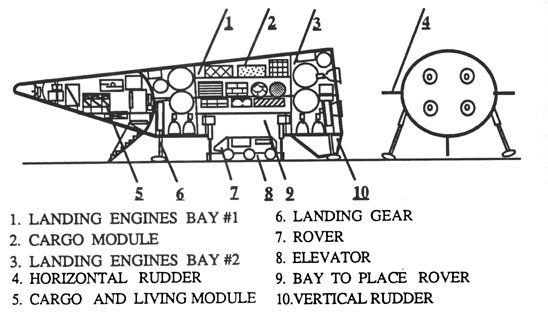 1 2 3 4
5 6 7 8 9 10
1. LANDING ENGINES BAY #1
2. CARGO MODULE
3. LANDING ENGINES BAY #2
4. HORIZONTAL RUDDER
5. CARGO AND LIVING MODULE
6. LANDING GEAR
7. ROVER
8. ELEVATOR
9. BAY TO PLACE ROVER
10.VERTICAL RUDDER